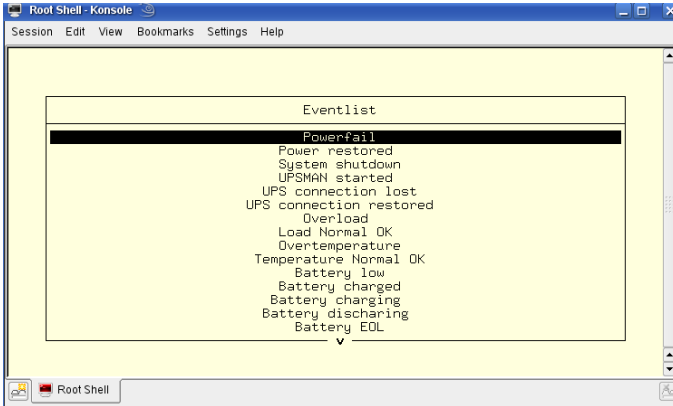 Root Shell - Konsole
Session Edit View Bookmarks Settings Help
Eventlist
Powerfail
Power restored
System shutdown
UPSMAN started
UPS connection lost
UPS connection restored
Overload
Load Normal OK
Overtemperature
Temperature Normal OK
Battery low
Battery charged
Battery charging
Battery discharing
Battery EOL
v
Root Shell